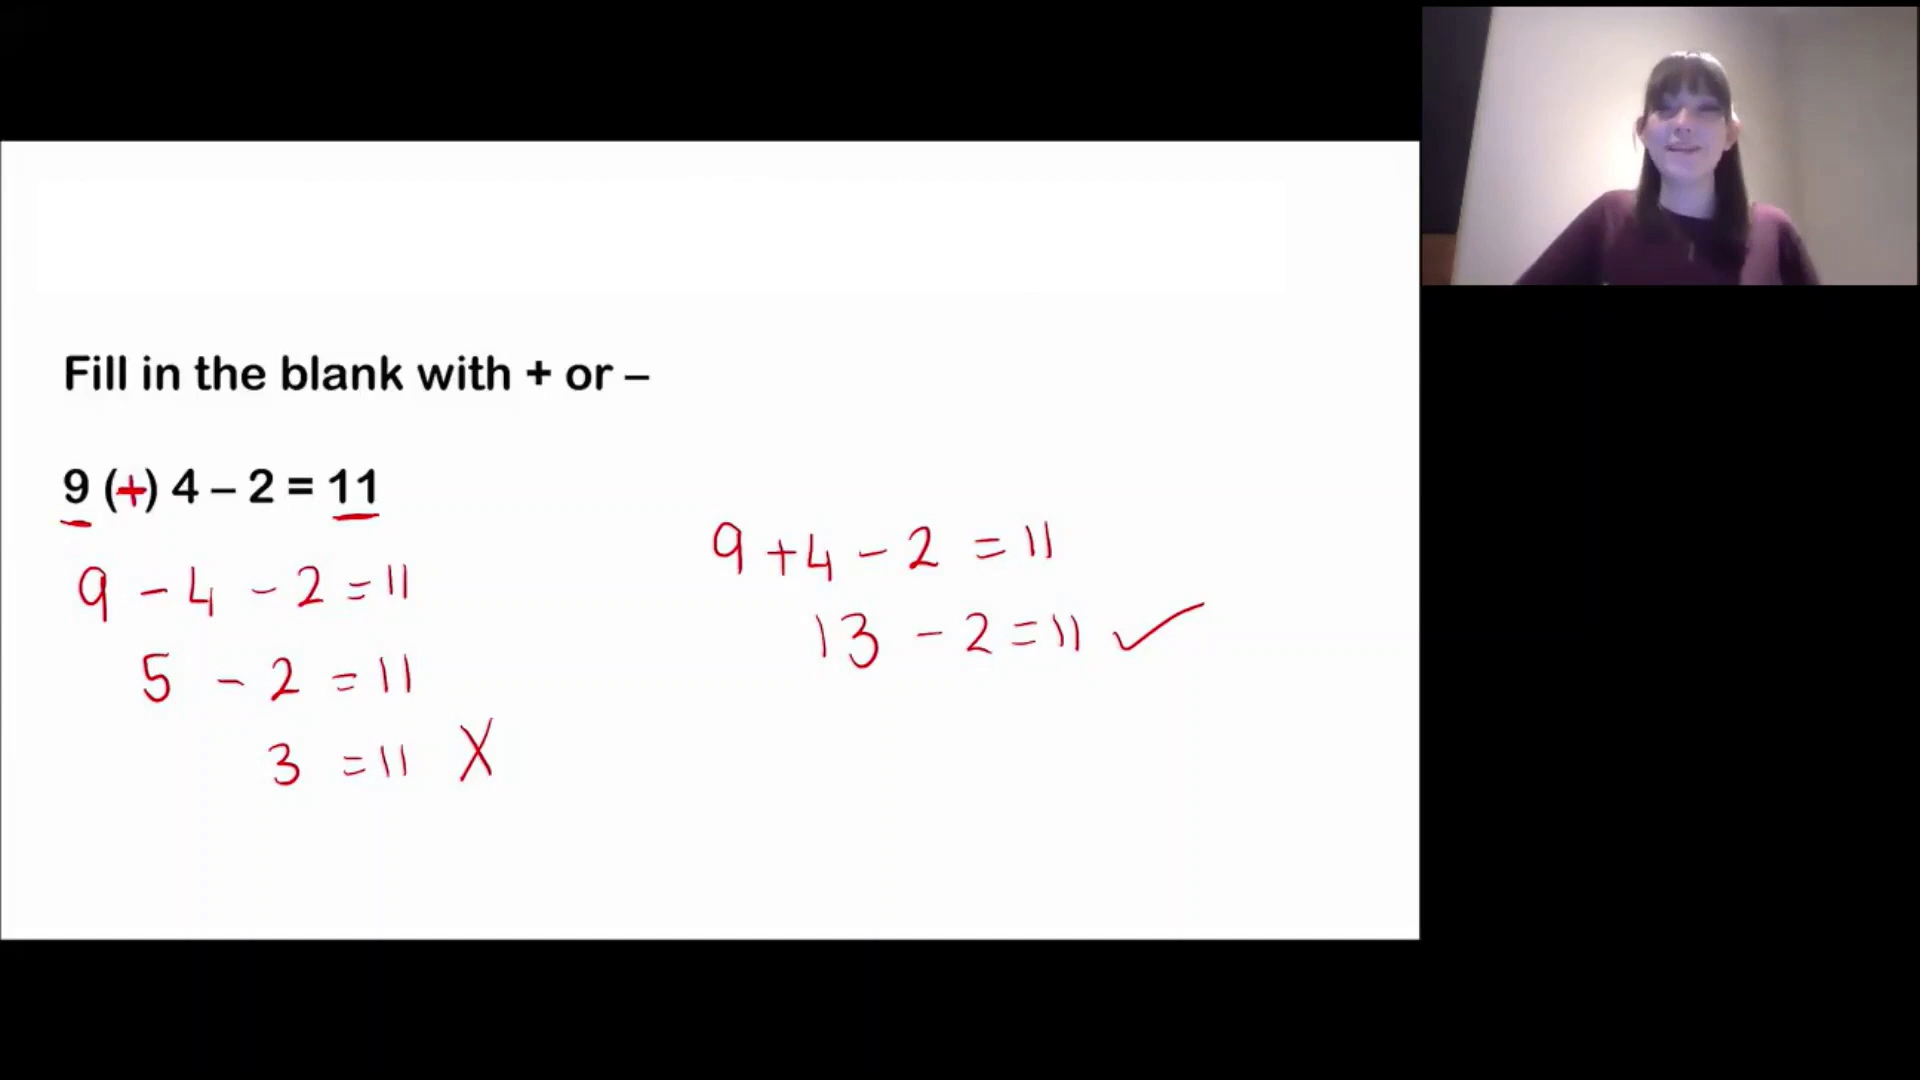 Fill in the blank with + or –
9 (+) 4 – 2 = 11
9 - 4 - 2 = 11
5 - 2 = 11
3 = 11 X
9 + 4 - 2 = 11
13 - 2 = 11 ✓